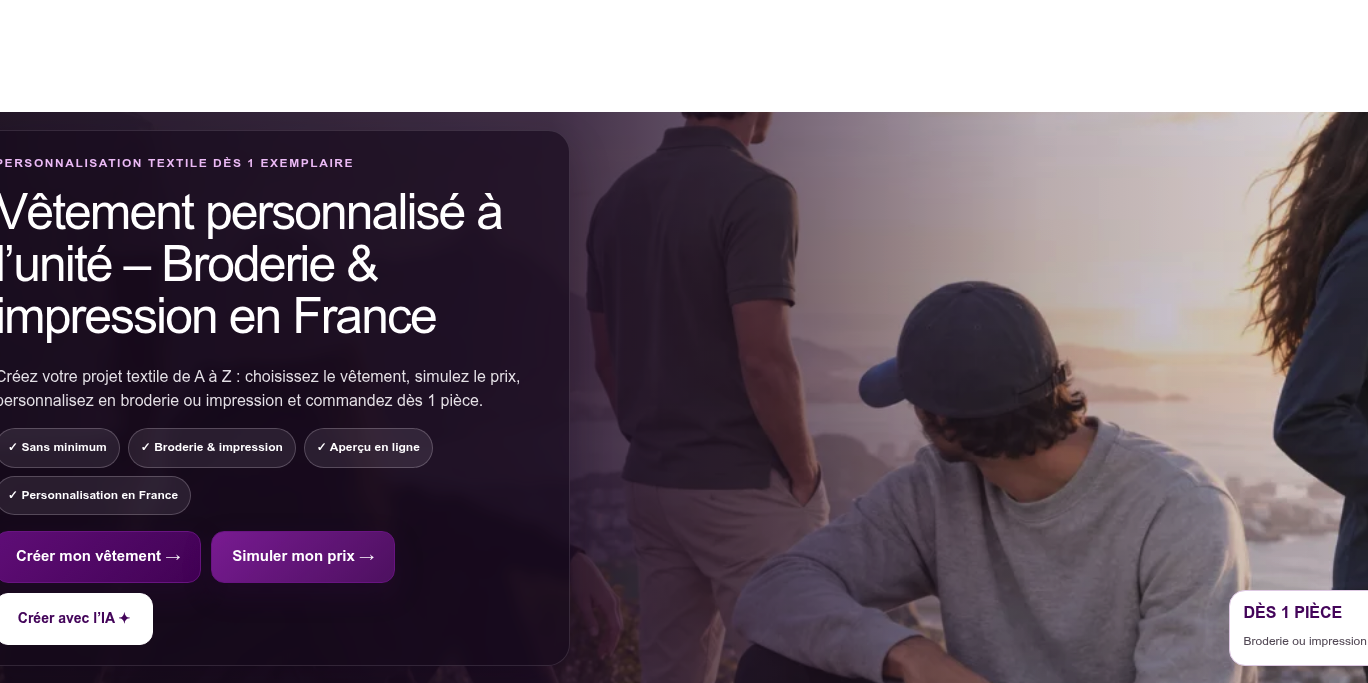 PERSONNALISATION TEXTILE DÈS 1 EXEMPLAIRE
Vêtement personnalisé à
l’unité – Broderie &
impression en France
Créez votre projet textile de A à Z : choisissez le vêtement, simulez le prix,
personnalisez en broderie ou impression et commandez dès 1 pièce.
✓ Sans minimum
✓ Broderie & impression
✓ Aperçu en ligne
✓ Personnalisation en France
Créer mon vêtement →
Simuler mon prix →
Créer avec l’IA ✦
DÈS 1 PIÈCE
Broderie ou impression